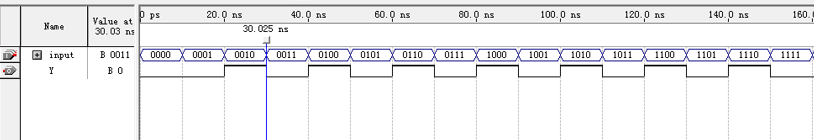 Name
Value at
30.03 ns
0 ps
20.0 ns
40.0 ns
60.0 ns
80.0 ns
100.0 ns
120.0 ns
140.0 ns
160.0
30.025 ns
input
B 0011
0000
0001
0010
0011
0100
0101
0110
0111
1000
1001
1010
1011
1100
1101
1110
1111
Y
B 0